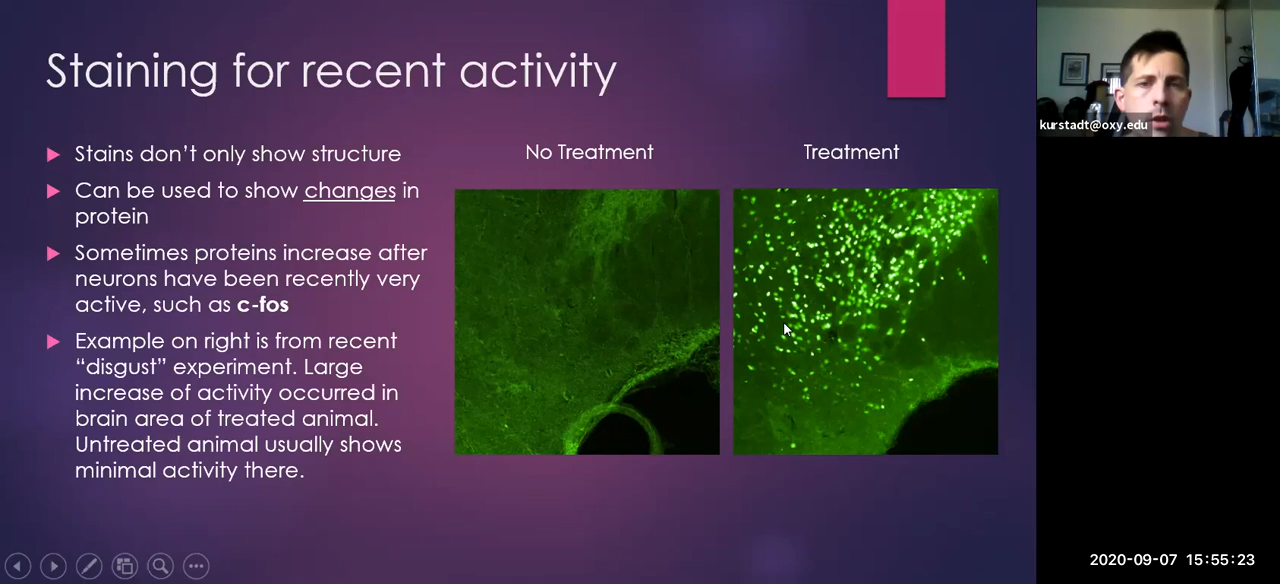 Staining for recent activity
Stains don't only show structure
Can be used to show changes in
protein
Sometimes proteins increase after
neurons have been recently very
active, such as c-fos
Example on right is from recent
“disgust” experiment. Large
increase of activity occurred in
brain area of treated animal.
Untreated animal usually shows
minimal activity there.
No Treatment
Treatment
kurstadt@oxy.edu
2020-09-07 15:55:23